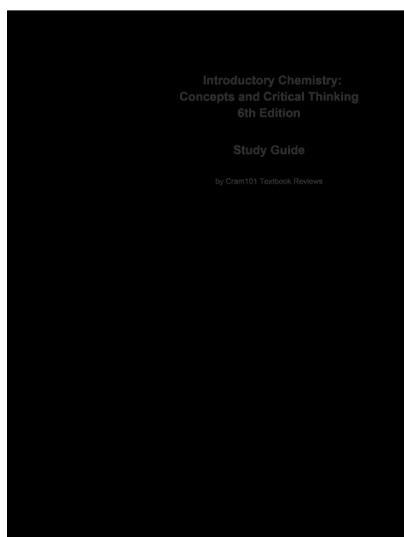 Introductory Chemistry:
Concepts and Critical Thinking
6th Edition
Study Guide
by Cram101 Textbook Reviews